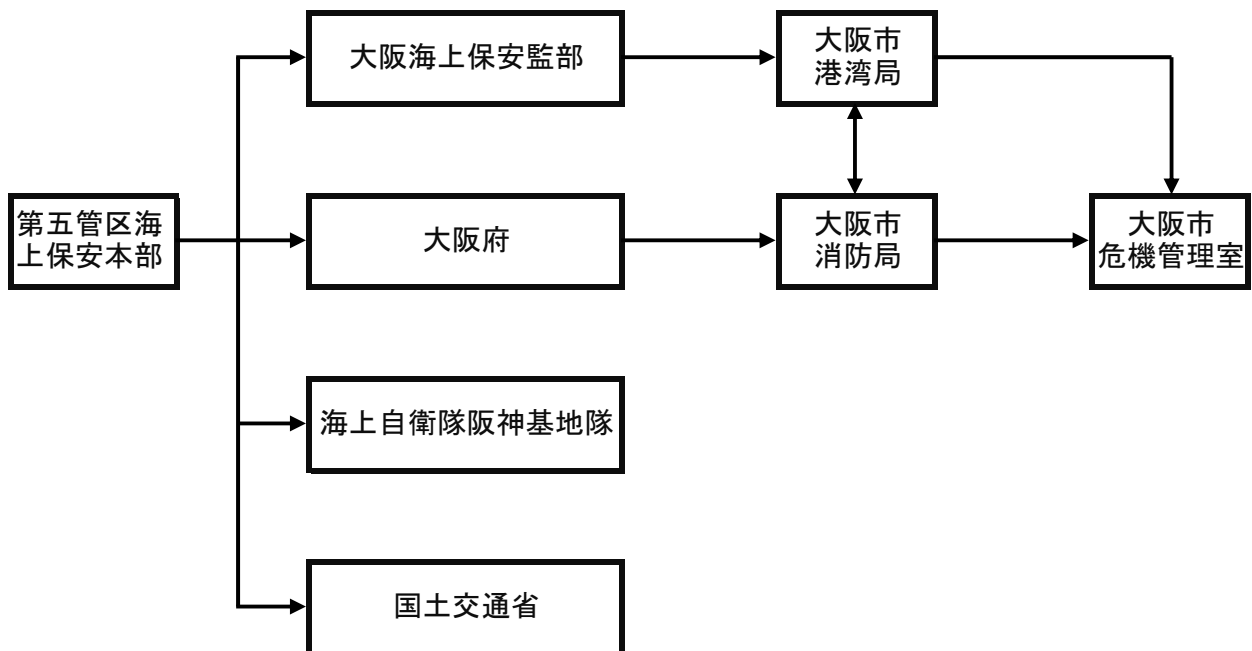 大阪海上保安監部
大阪市
港湾局
第五管区海
上保安本部
大阪府
大阪市
消防局
大阪市
危機管理室
海上自衛隊阪神基地隊
国土交通省